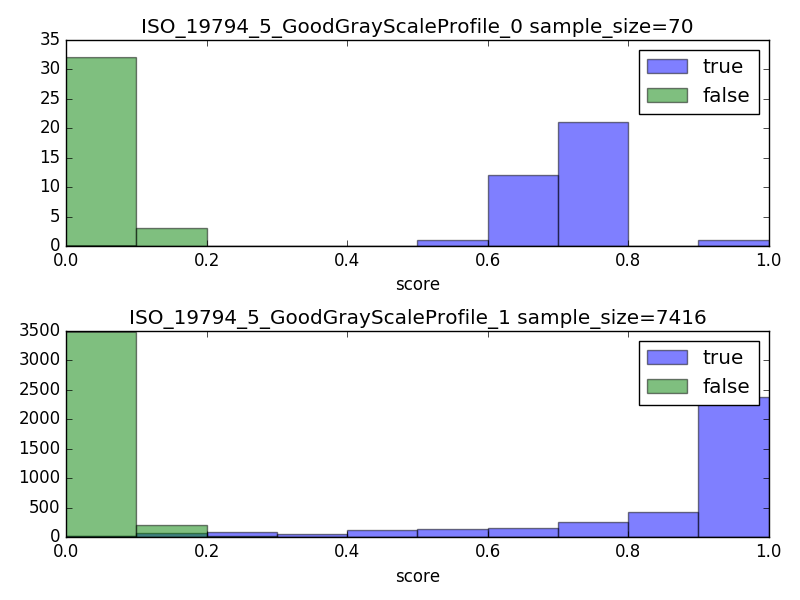 ISO_19794_5_GoodGrayScaleProfile_0 sample_size=70
35
30
25
20
15
10
5
0
true
false
0.0 0.2 0.4 0.6 0.8 1.0
score
ISO_19794_5_GoodGrayScaleProfile_1 sample_size=7416
3500
3000
2500
2000
1500
1000
500
0
true
false
0.0 0.2 0.4 0.6 0.8 1.0
score